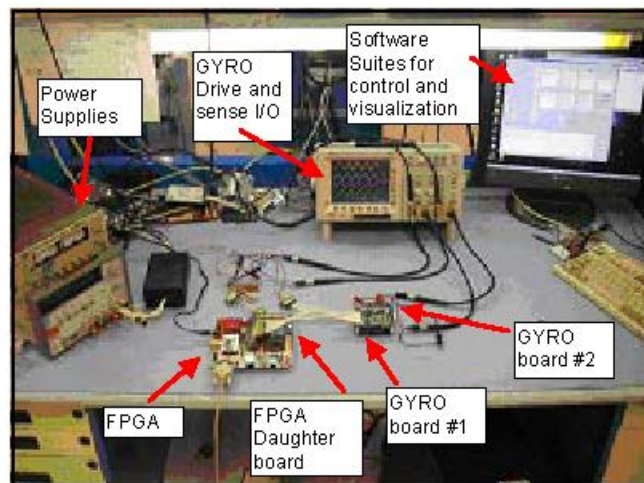 Software
Suites for
control and
visualization
GYRO
Drive and
sense I/O
Power
Supplies
GYRO
board #2
FPGA
FPGA
Daughter
board
GYRO
board #1